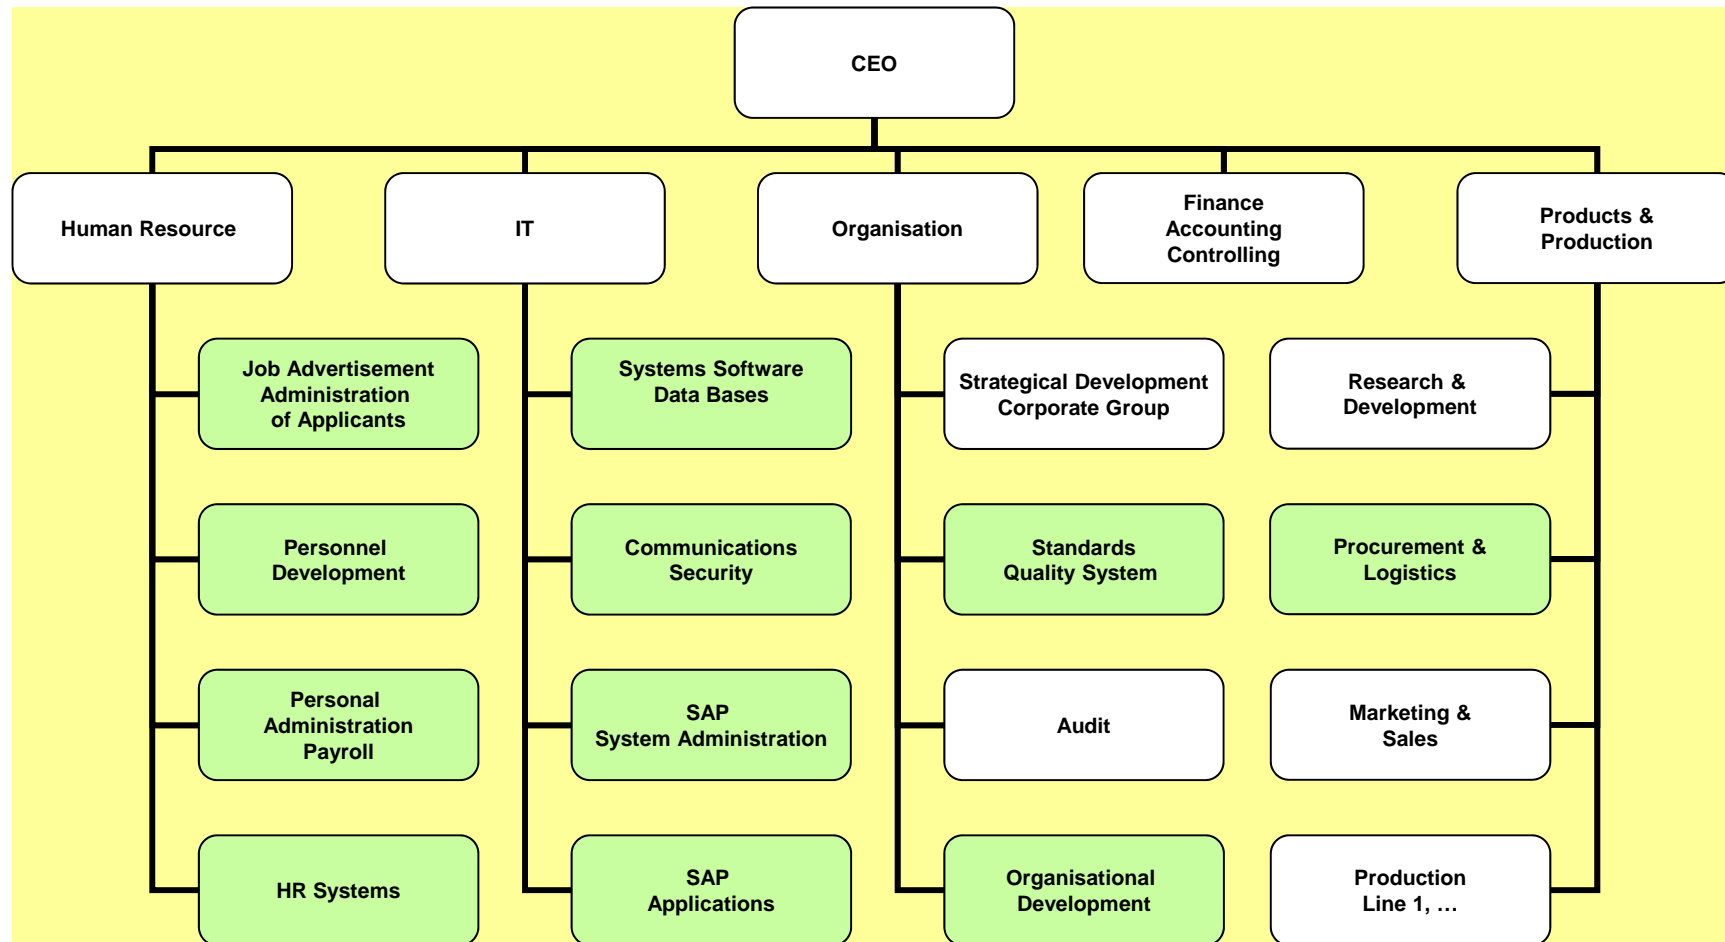 CEO
Human Resource
IT
Organisation
Finance
Accounting
Controlling
Products &
Production
Job Advertisement
Administration
of Applicants
Systems Software
Data Bases
Strategical Development
Corporate Group
Research &
Development
Personnel
Development
Communications
Security
Standards
Quality System
Procurement &
Logistics
Personal
Administration
Payroll
SAP
System Administration
Audit
Marketing &
Sales
HR Systems
SAP
Applications
Organisational
Development
Production
Line 1, …